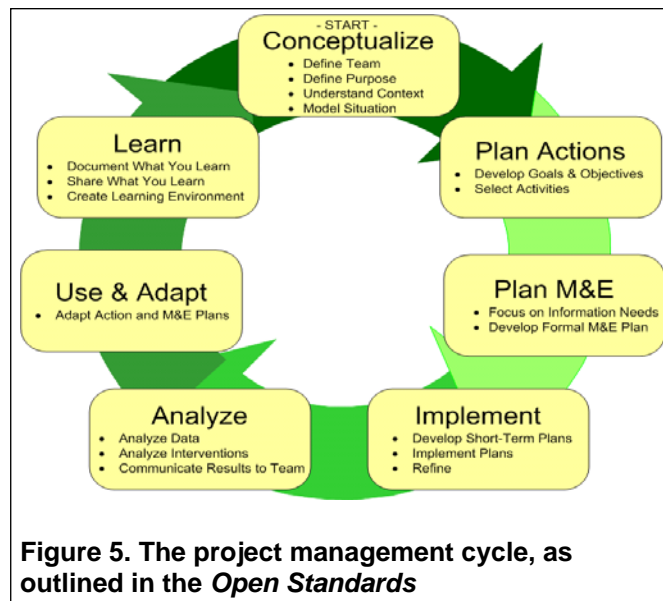 - START -
Conceptualize
• Define Team
• Define Purpose
• Understand Context
• Model Situation
Plan Actions
• Develop Goals & Objectives
• Select Activities
Plan M&E
• Focus on Information Needs
• Develop Formal M&E Plan
Implement
• Develop Short-Term Plans
• Implement Plans
• Refine
Analyze
• Analyze Data
• Analyze Interventions
• Communicate Results to Team
Use & Adapt
• Adapt Action and M&E Plans
Learn
• Document What You Learn
• Share What You Learn
• Create Learning Environment
Figure 5. The project management cycle, as
outlined in the Open Standards